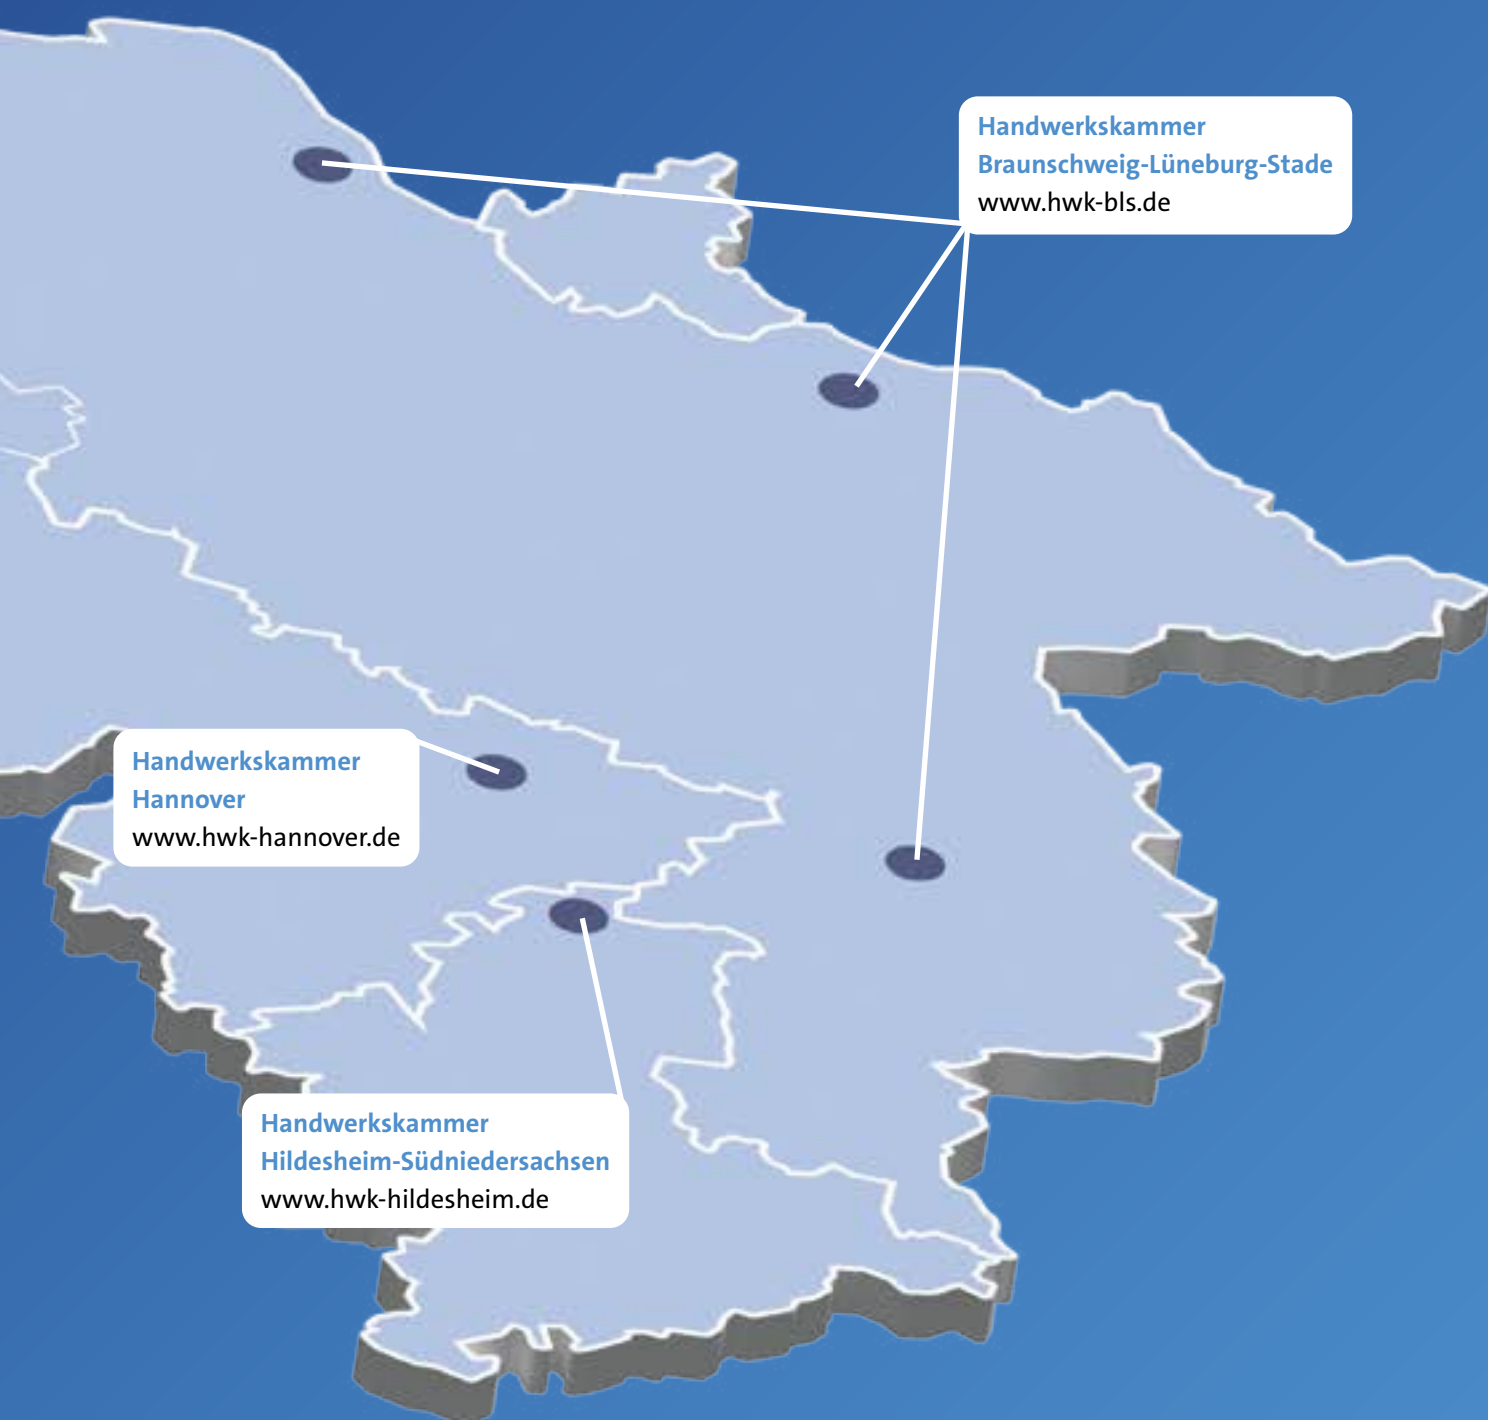 Handwerkskammer
Braunschweig-Lüneburg-Stade
www.hwk-bls.de
Handwerkskammer
Hannover
www.hwk-hannover.de
Handwerkskammer
Hildesheim-Südniedersachsen
www.hwk-hildesheim.de